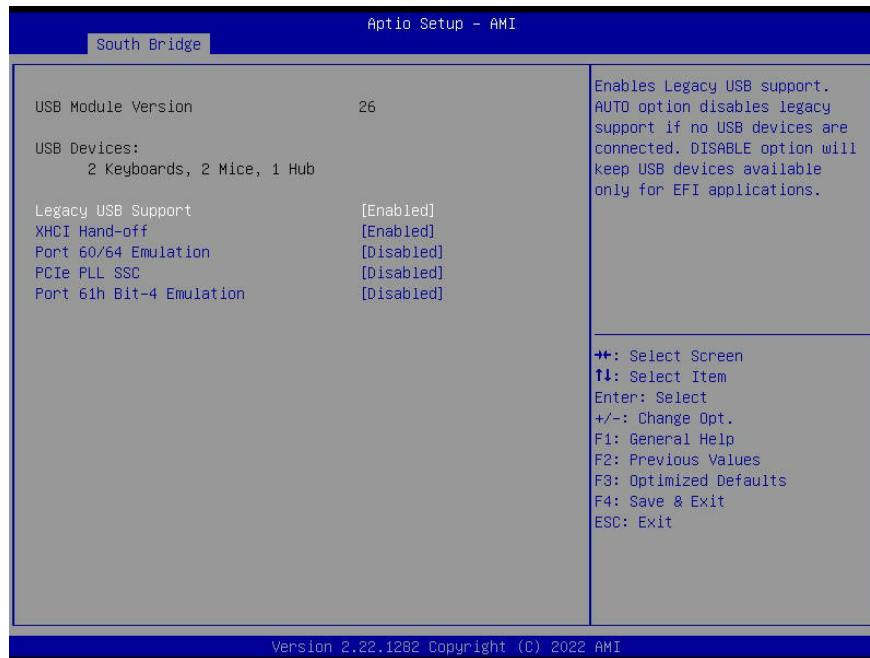 Aptio Setup – AMI
South Bridge
USB Module Version 26
USB Devices:
2 Keyboards, 2 Mice, 1 Hub
Legacy USB Support [Enabled]
XHCI Hand-off [Enabled]
Port 60/64 Emulation [Disabled]
PCIe PLL SSC [Disabled]
Port 61h Bit-4 Emulation [Disabled]
Enables Legacy USB support.
AUTO option disables legacy
support if no USB devices are
connected. DISABLE option will
keep USB devices available
only for EFI applications.
→←: Select Screen
↑↓: Select Item
Enter: Select
+/-: Change Opt.
F1: General Help
F2: Previous Values
F3: Optimized Defaults
F4: Save & Exit
ESC: Exit
Version 2.22.1282 Copyright (C) 2022 AMI